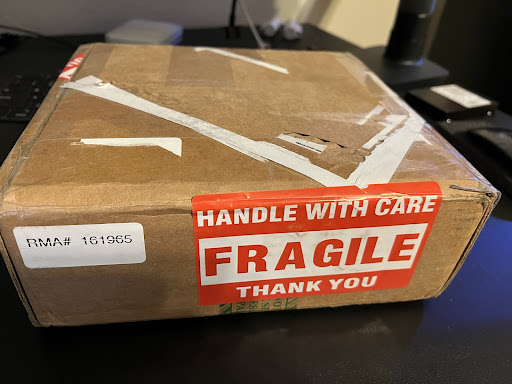 RMA# 161965
HANDLE WITH CARE
FRAGILE
THANK YOU